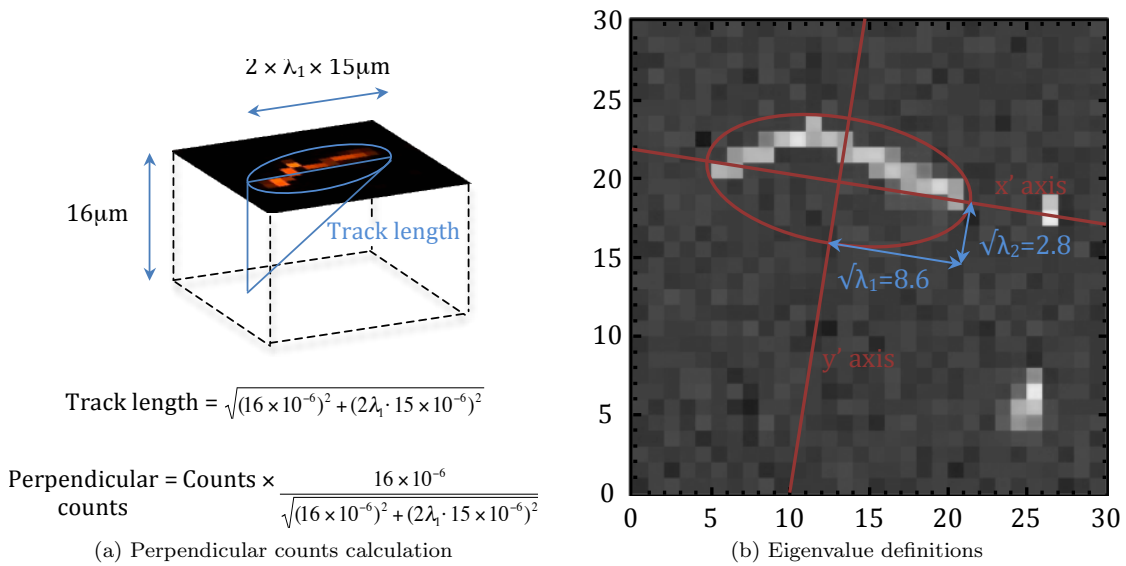 2 × λ₁ × 15μm
16μm
Track length
Track length = √((16 × 10⁻⁶)² + (2λ₁ · 15 × 10⁻⁶)²)
Perpendicular = Counts × 16 × 10⁻⁶ / √((16 × 10⁻⁶)² + (2λ₁ · 15 × 10⁻⁶)²)
counts
(a) Perpendicular counts calculation
30
25
20
15
10
5
0
0 5 10 15 20 25 30
x' axis
√λ₂=2.8
√λ₁=8.6
y' axis
(b) Eigenvalue definitions